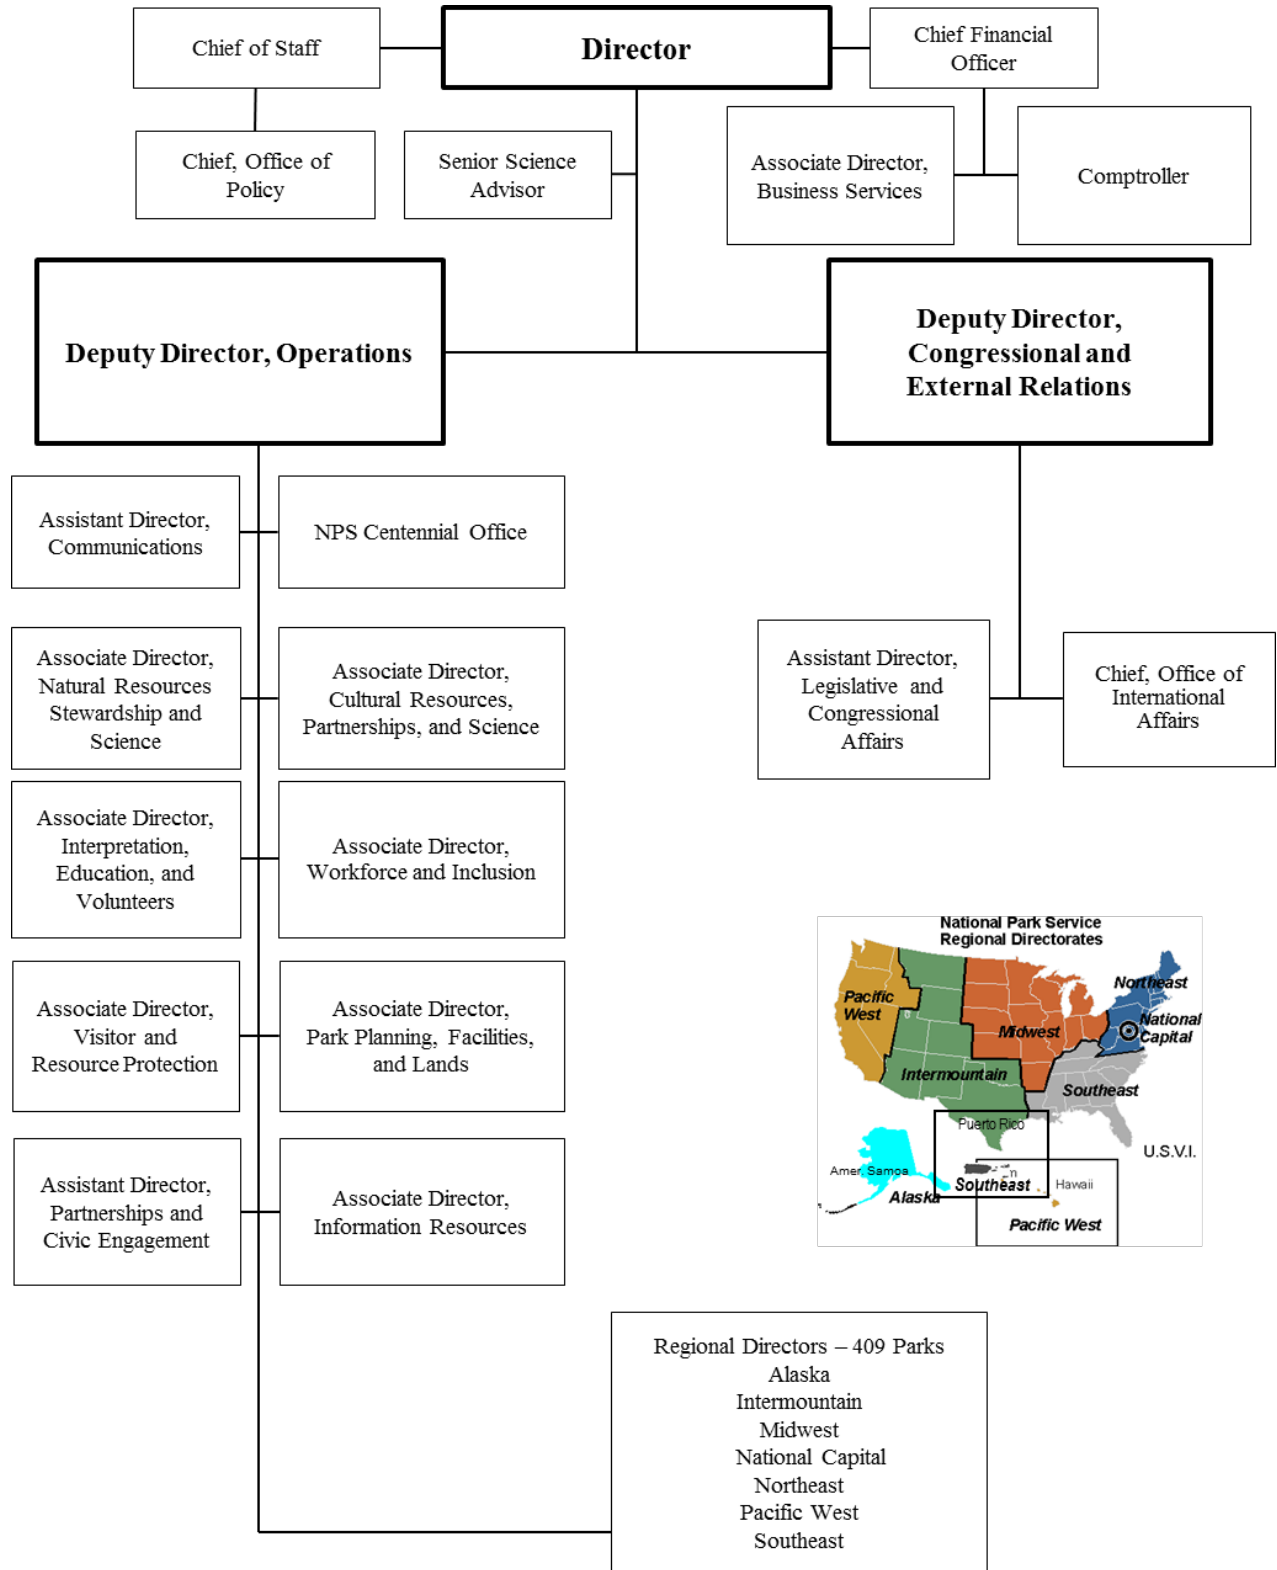 Chief of Staff
Director
Chief Financial
Officer
Chief, Office of
Policy
Senior Science
Advisor
Associate Director,
Business Services
Comptroller
Deputy Director, Operations
Deputy Director,
Congressional and
External Relations
Assistant Director,
Communications
NPS Centennial Office
Associate Director,
Natural Resources
Stewardship and
Science
Associate Director,
Cultural Resources,
Partnerships, and Science
Assistant Director,
Legislative and
Congressional
Affairs
Chief, Office of
International
Affairs
Associate Director,
Interpretation,
Education, and
Volunteers
Associate Director,
Workforce and Inclusion
Associate Director,
Visitor and
Resource Protection
Associate Director,
Park Planning, Facilities,
and Lands
National Park Service
Regional Directorates
Pacific
West
Midwest
Northeast
National
Capital
Intermountain
Southeast
Puerto Rico
U.S.V.I.
Amer. Samoa
Alaska
Southeast
Hawaii
Pacific West
Assistant Director,
Partnerships and
Civic Engagement
Associate Director,
Information Resources
Regional Directors – 409 Parks
Alaska
Intermountain
Midwest
National Capital
Northeast
Pacific West
Southeast